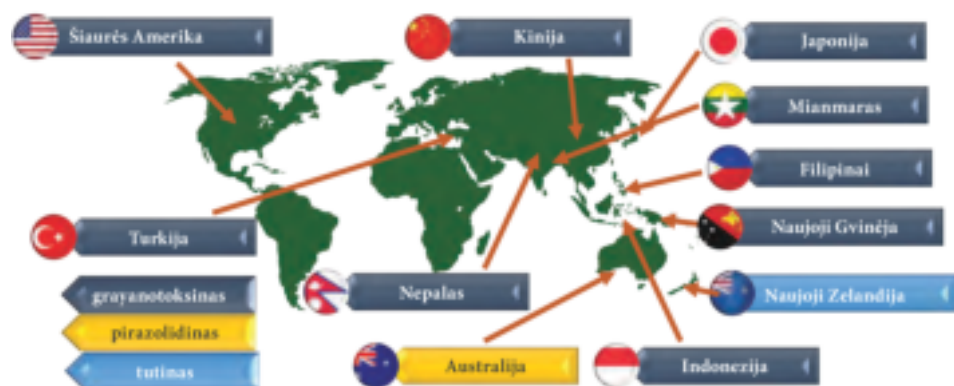 Šiaurės Amerika
Kinija
Japonija
Mianmaras
Filipinai
Turkija
Naujoji Gvinėja
Nepalas
Naujoji Zelandija
grayanotoksinas
pirazolidinas
tutinas
Australija
Indonezija